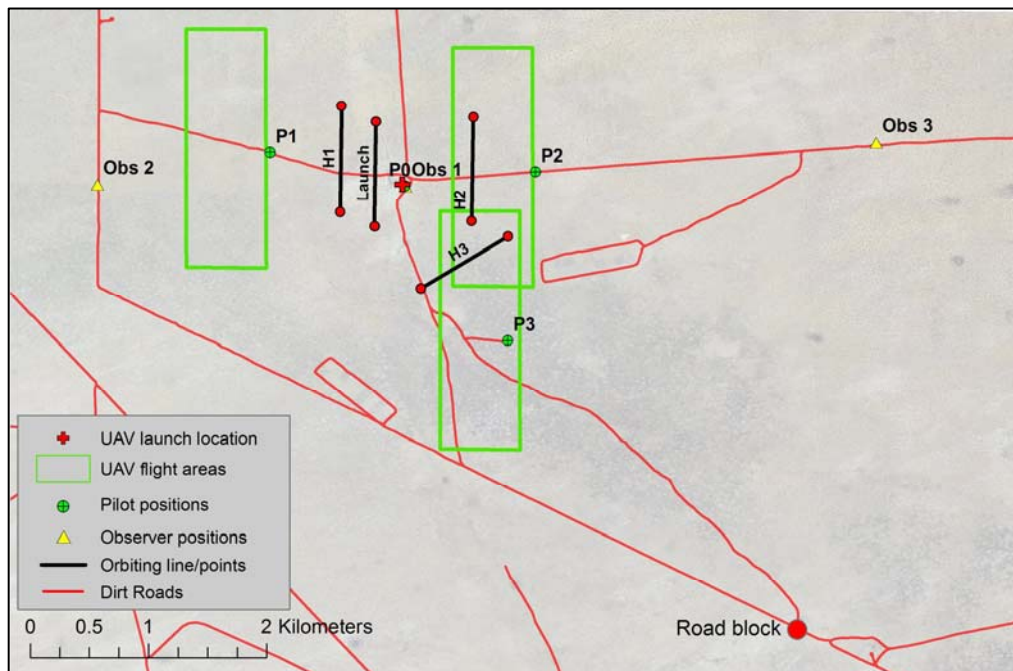 Obs 2
P1
H1
Launch
P0
Obs 1
H2
P2
Obs 3
H3
P3
UAV launch location
UAV flight areas
Pilot positions
Observer positions
Orbiting line/points
Dirt Roads
0 0.5 1 2 Kilometers
Road block